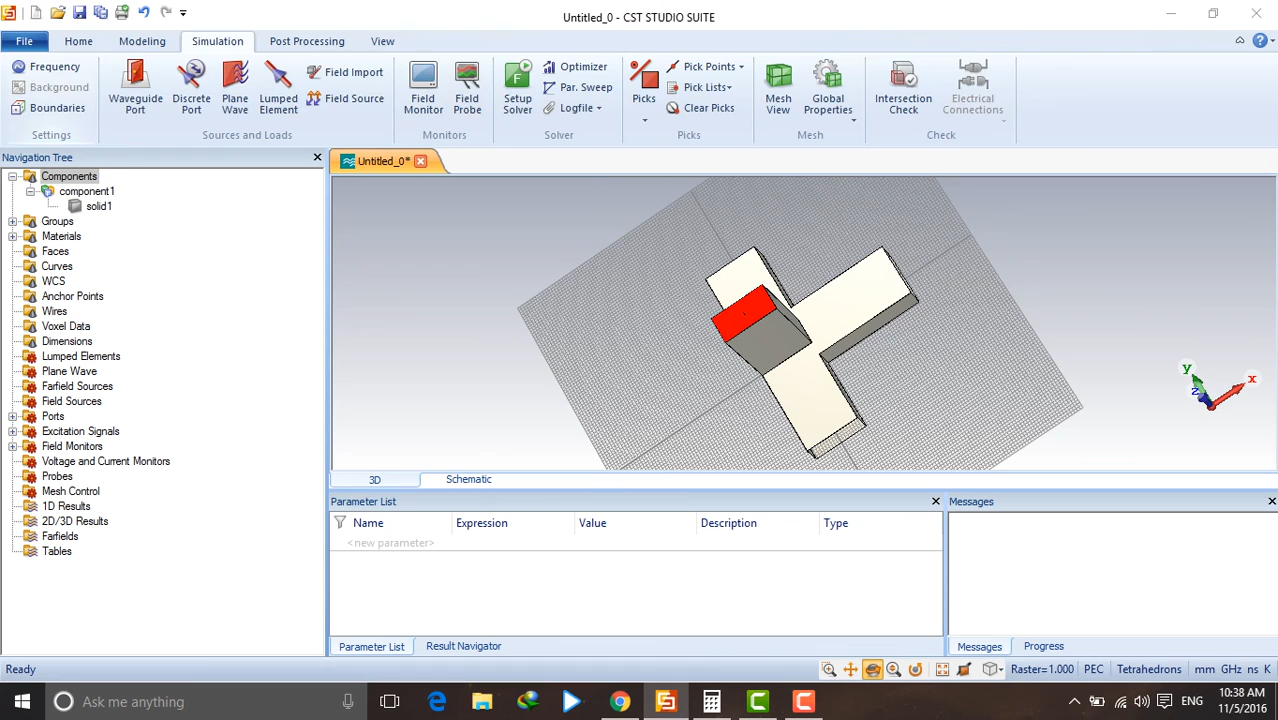 Untitled_0 - CST STUDIO SUITE
File Home Modeling Simulation Post Processing View
Frequency
Background
Boundaries
Settings
Waveguide Port
Discrete Port
Plane Wave
Lumped Element
Field Import
Field Source
Sources and Loads
Field Monitor
Field Probe
Monitors
Setup Solver
Optimizer
Par. Sweep
Logfile
Solver
Picks
Pick Points
Pick Lists
Clear Picks
Picks
Mesh View
Global Properties
Mesh
Intersection Check
Electrical Connections
Check
Navigation Tree
Components
component1
solid1
Groups
Materials
Faces
Curves
WCS
Anchor Points
Wires
Voxel Data
Dimensions
Lumped Elements
Plane Wave
Farfield Sources
Field Sources
Ports
Excitation Signals
Field Monitors
Voltage and Current Monitors
Probes
Mesh Control
1D Results
2D/3D Results
Farfields
Tables
Untitled_0*
y
x
z
3D Schematic
Parameter List
Name Expression Value Description Type
<new parameter>
Parameter List Result Navigator
Messages
Messages Progress
Ready
Raster=1.000 PEC Tetrahedrons mm GHz ns K
Ask me anything
ENG
10:38 AM
11/5/2016